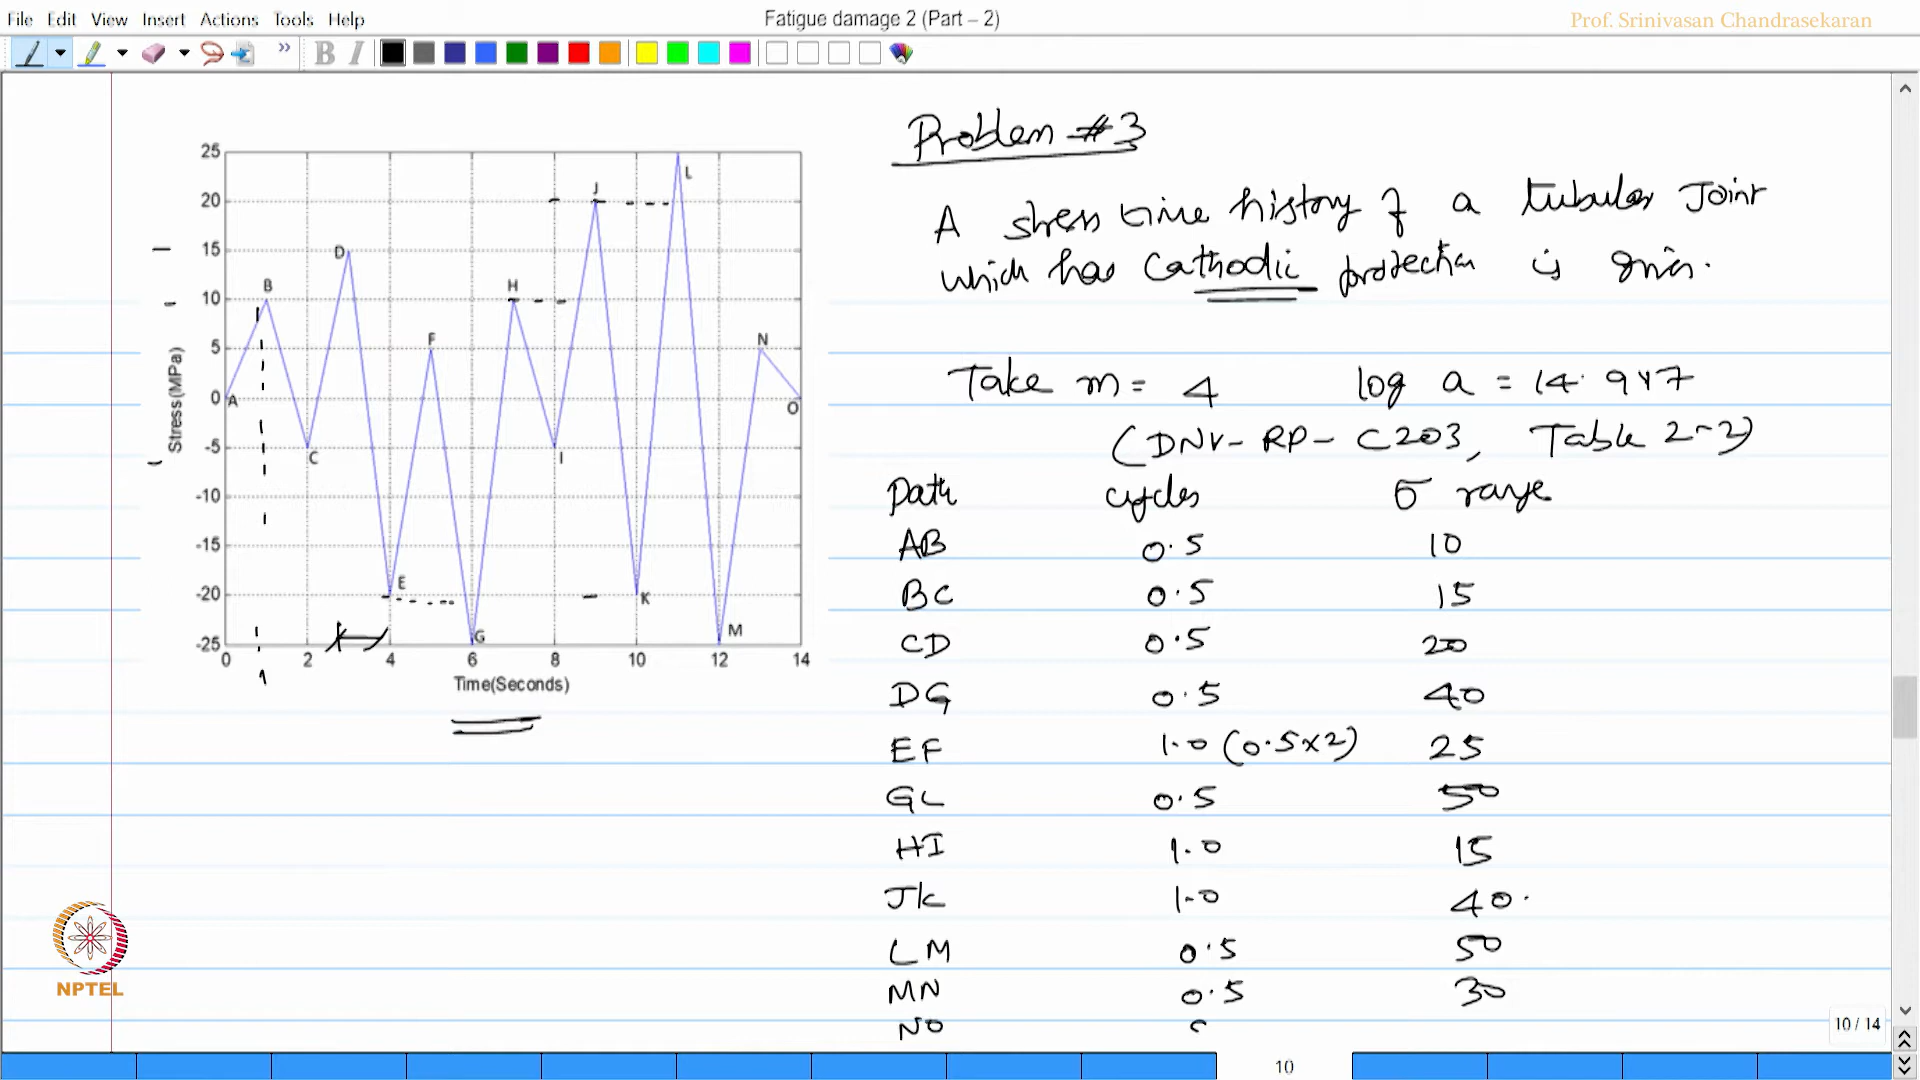 File Edit View Insert Actions Tools Help
Fatigue damage 2 (Part – 2)
Prof. Srinivasan Chandrasekaran
B I
25
20
15
10
5
0
-5
-10
-15
-20
-25
0 2 4 6 8 10 12 14
Stress(MPa)
Time(Seconds)
A
B
C
D
E
F
G
H
I
J
K
L
M
N
O
Problem #3
A stress time history of a tubular Joint
which has Cathodic protection is given.
Take m = 4 log a = 14.947
(DNV-RP-C203, Table 2-2)
Path cycles σ range
AB 0.5 10
BC 0.5 15
CD 0.5 20
DG 0.5 40
EF 1.0 (0.5×2) 25
GL 0.5 50
HI 1.0 15
JK 1.0 40.
LM 0.5 50
MN 0.5 30
NO
NPTEL
10 / 14
10